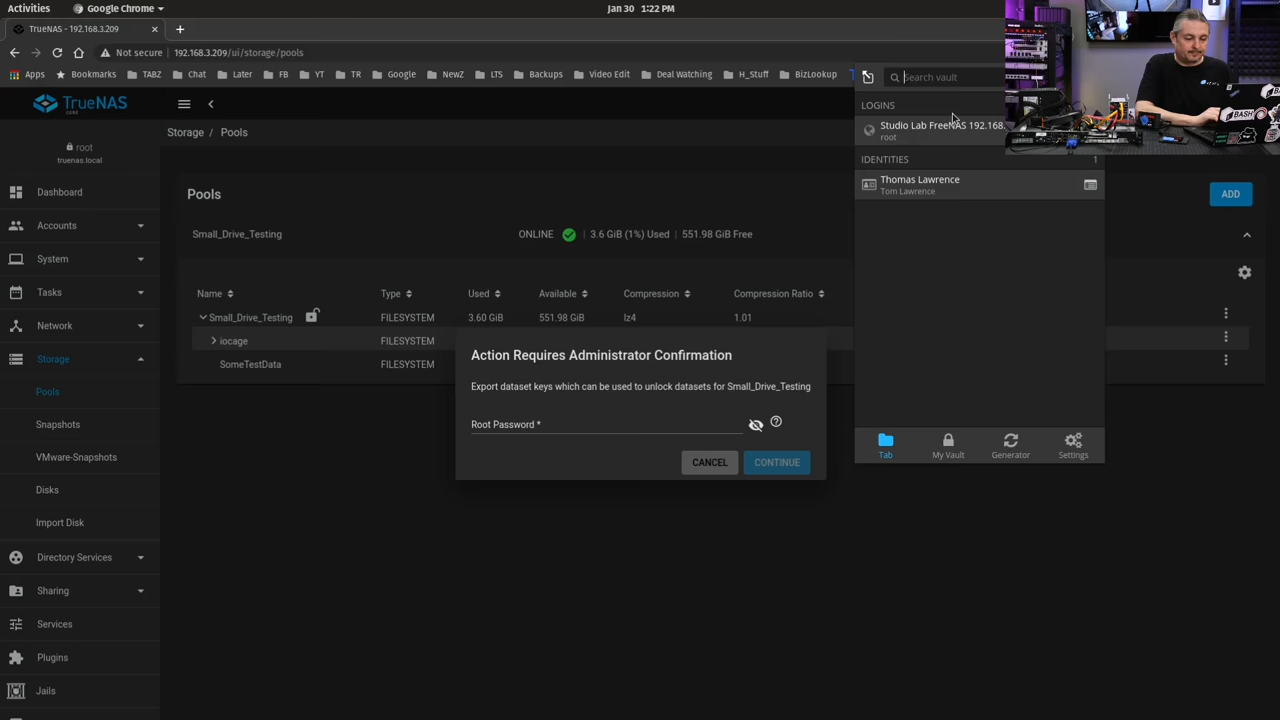 Activities
Google Chrome
Jan 30 1:22 PM
TrueNAS - 192.168.3.209
Not secure
192.168.3.209/ui/storage/pools
Apps
Bookmarks
TABZ
Chat
Later
FB
YT
TR
Google
NewZ
LTS
Backups
Video Edit
Deal Watching
H_Stuff
BizLookup
Search vault
TrueNAS
CORE
LOGINS
Studio Lab FreeNAS 192.168.
root
BASH
Storage / Pools
root
truenas.local
IDENTITIES
1
Thomas Lawrence
Tom Lawrence
Dashboard
Pools
ADD
Accounts
Small_Drive_Testing
ONLINE
3.6 GiB (1%) Used
551.98 GiB Free
System
Tasks
Name
Type
Used
Available
Compression
Compression Ratio
Network
Small_Drive_Testing
FILESYSTEM
3.60 GiB
551.98 GiB
lz4
1.01
iocage
FILESYSTEM
Storage
SomeTestData
FILESYSTEM
Action Requires Administrator Confirmation
Export dataset keys which can be used to unlock datasets for Small_Drive_Testing
Root Password *
CANCEL
CONTINUE
Tab
My Vault
Generator
Settings
Pools
Snapshots
VMware-Snapshots
Disks
Import Disk
Directory Services
Sharing
Services
Plugins
Jails